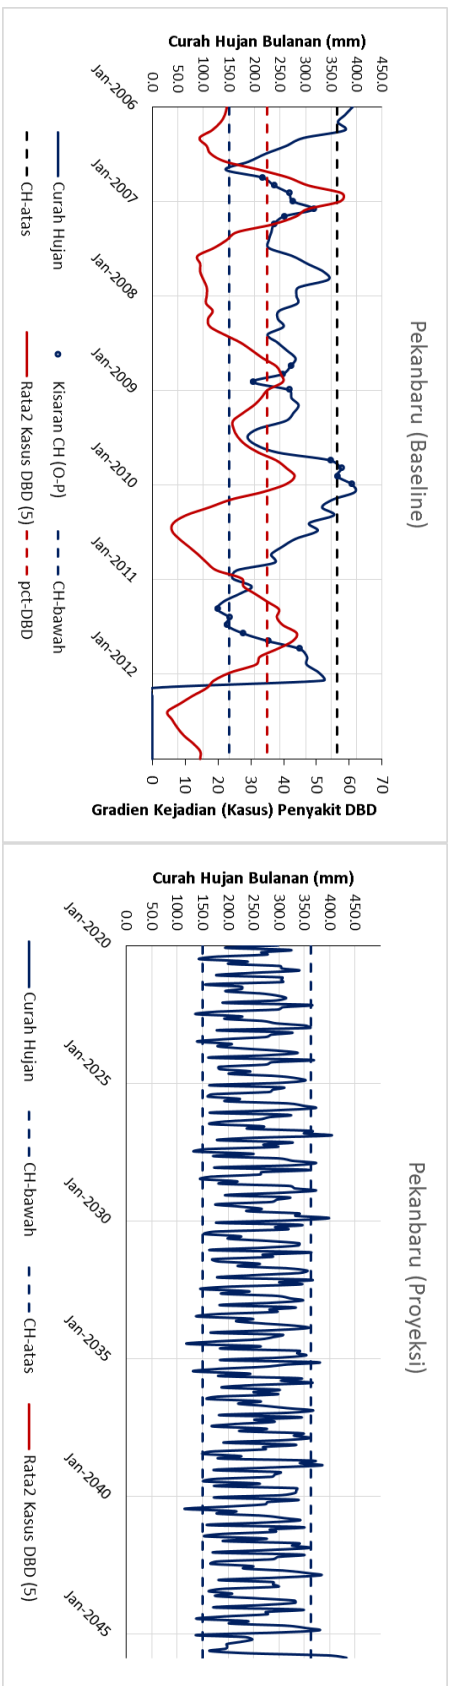 Pekanbaru (Baseline)
Curah Hujan Bulanan (mm)
450.0
400.0
350.0
300.0
250.0
200.0
150.0
100.0
50.0
0.0
Jan-2006
Jan-2007
Jan-2008
Jan-2009
Jan-2010
Jan-2011
Jan-2012
70
60
50
40
30
20
10
0
Gradien Kejadian (Kasus) Penyakit DBD
Curah Hujan
Kisaran CH (O-P)
CH-bawah
CH-atas
Rata2 Kasus DBD (5)
pct-DBD
Pekanbaru (Proyeksi)
Curah Hujan Bulanan (mm)
450.0
400.0
350.0
300.0
250.0
200.0
150.0
100.0
50.0
0.0
Jan-2020
Jan-2025
Jan-2030
Jan-2035
Jan-2040
Jan-2045
Curah Hujan
CH-bawah
CH-atas
Rata2 Kasus DBD (5)